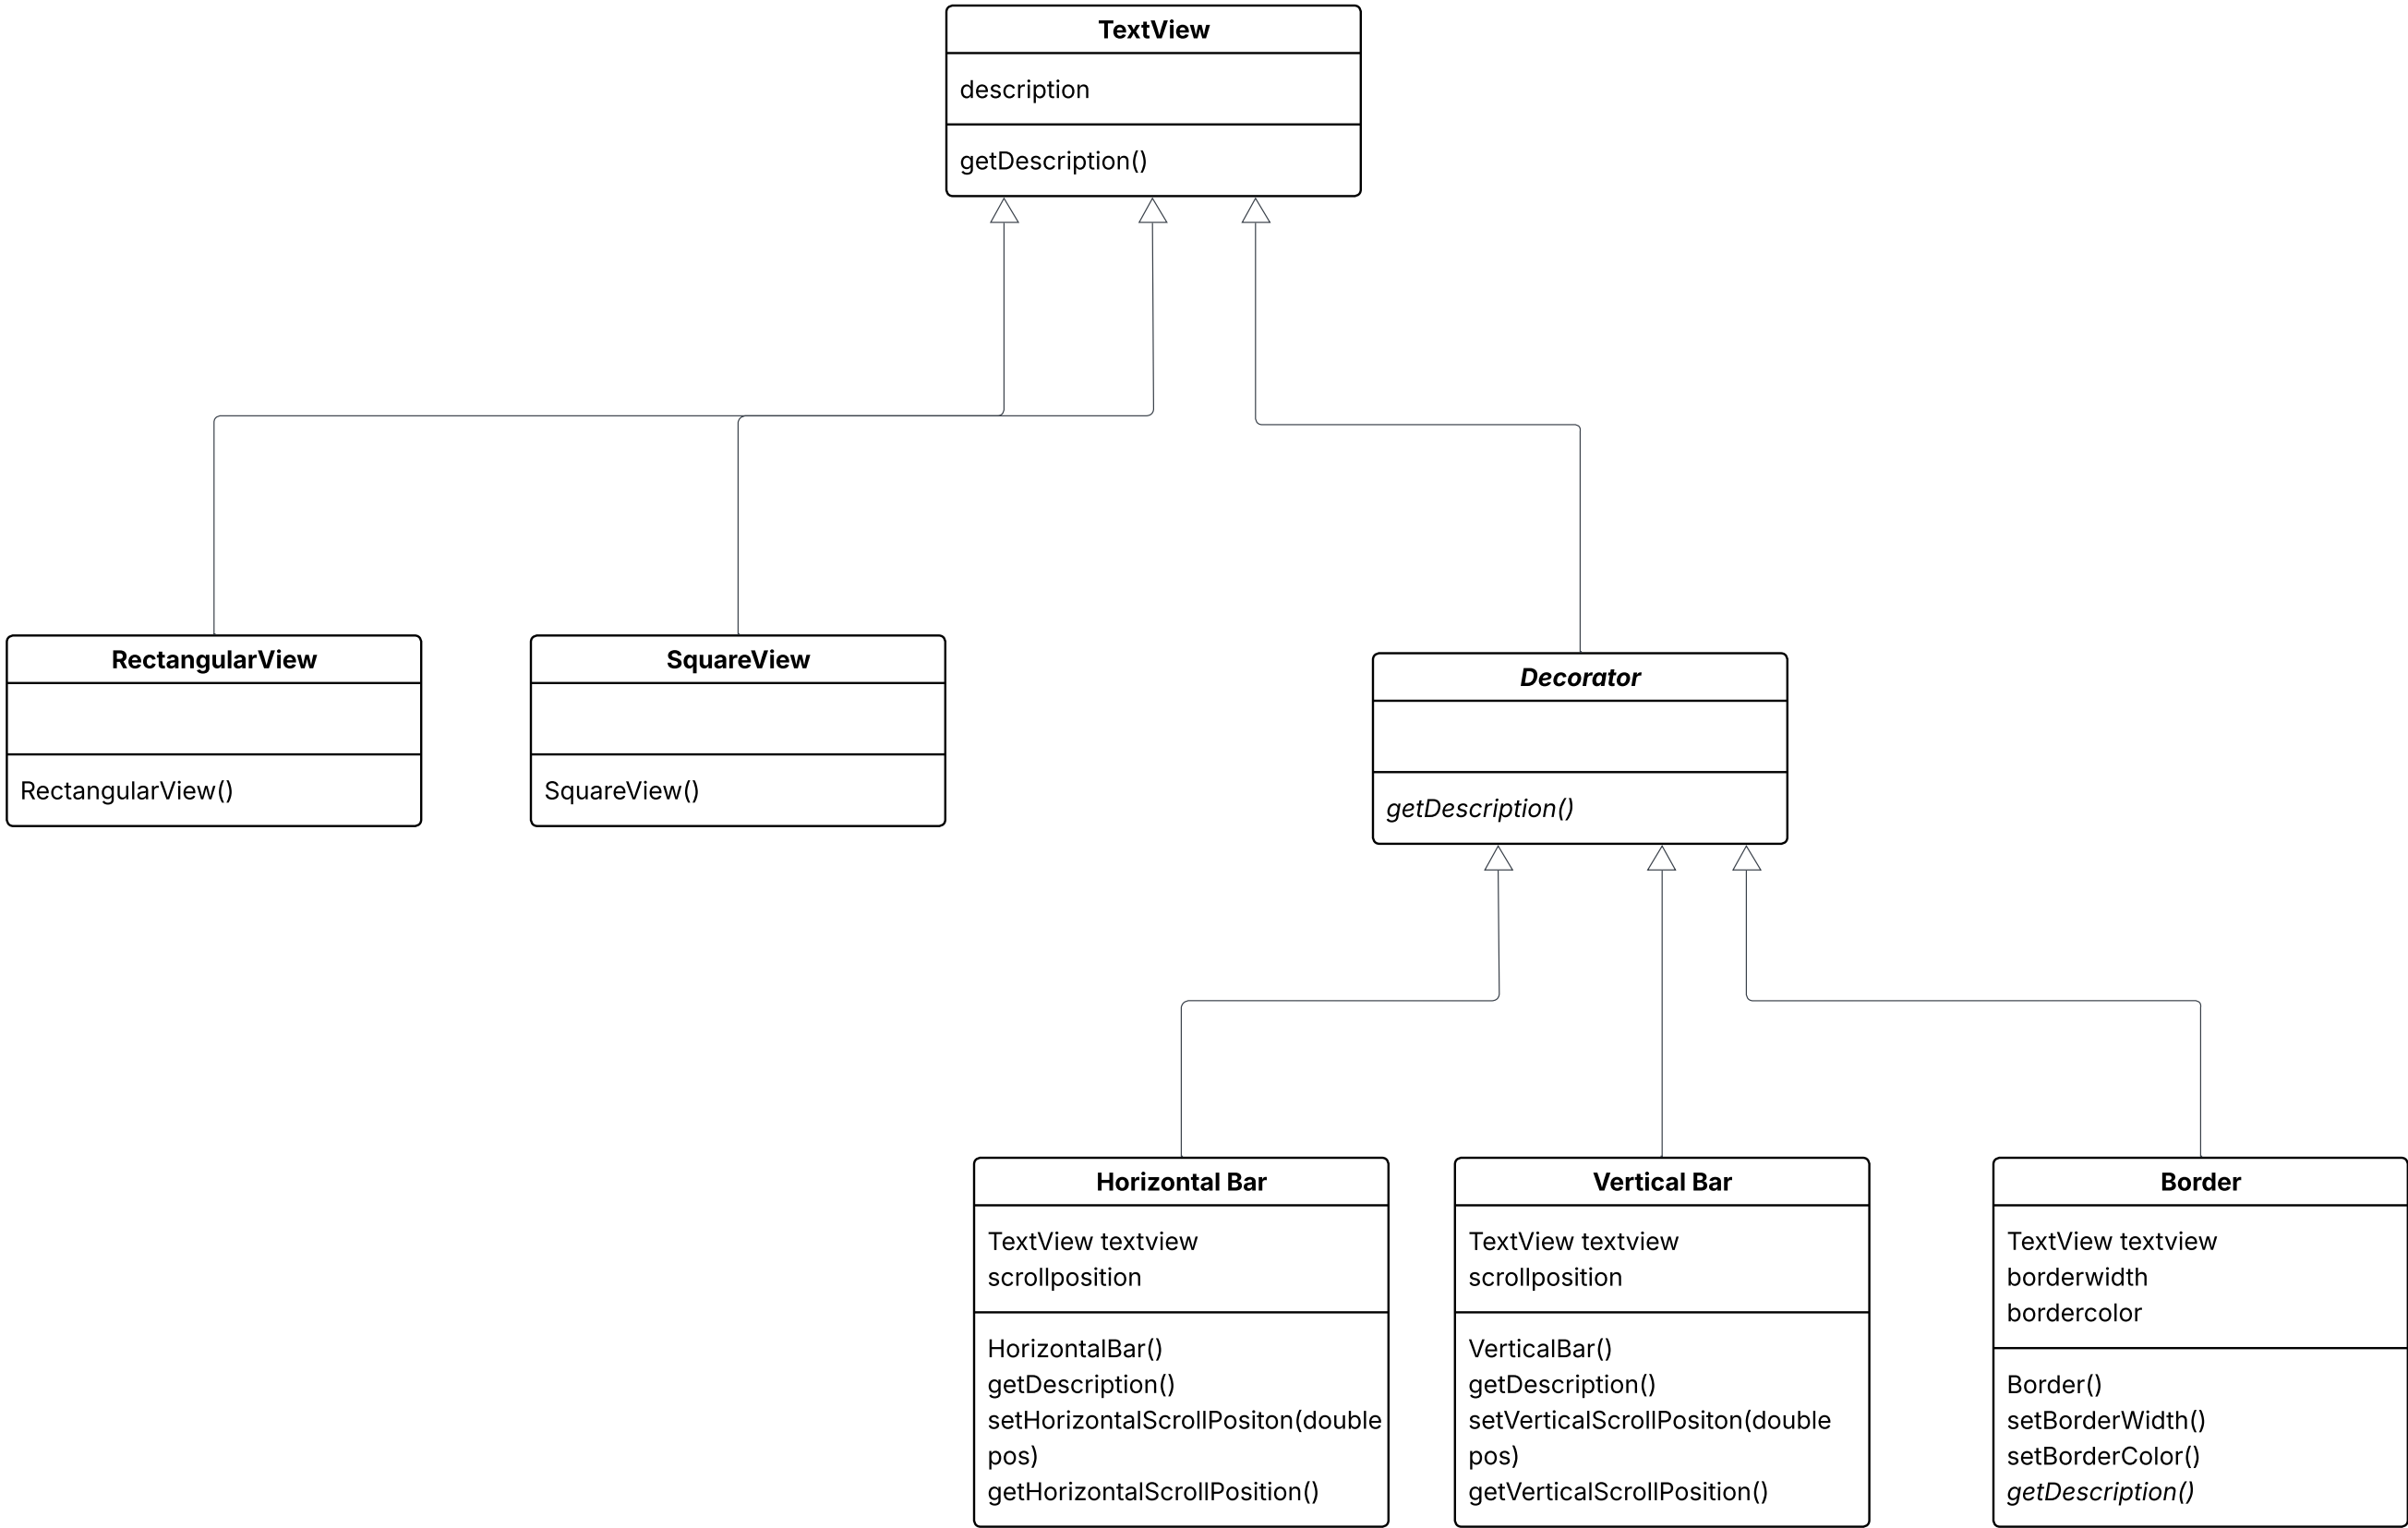 TextView
description
getDescription()
RectangularView
RectangularView()
SquareView
SquareView()
Decorator
getDescription()
Horizontal Bar
TextView textview
scrollposition
HorizontalBar()
getDescription()
setHorizontalScrollPositon(double
pos)
getHorizontalScrollPosition()
Vertical Bar
TextView textview
scrollposition
VerticalBar()
getDescription()
setVerticalScrollPositon(double
pos)
getVerticalScrollPosition()
Border
TextView textview
borderwidth
bordercolor
Border()
setBorderWidth()
setBorderColor()
getDescription()